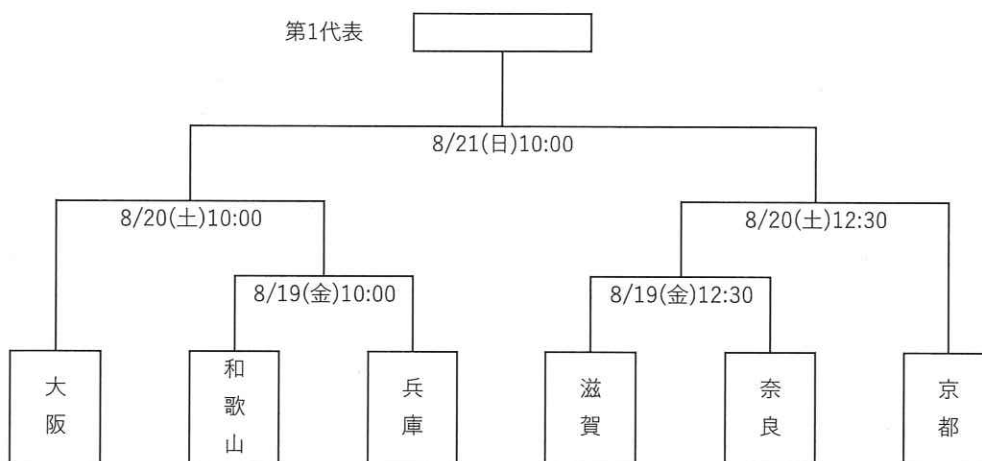 第1代表
8/21(日)10:00
8/20(土)10:00
8/20(土)12:30
8/19(金)10:00
8/19(金)12:30
大阪
和歌山
兵庫
滋賀
奈良
京都